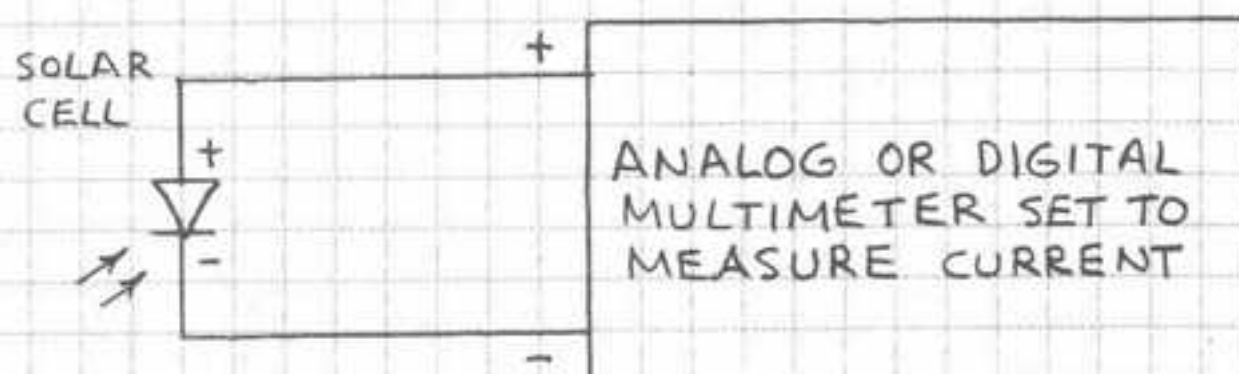 SOLAR
CELL
+
-
+
-
ANALOG OR DIGITAL
MULTIMETER SET TO
MEASURE CURRENT